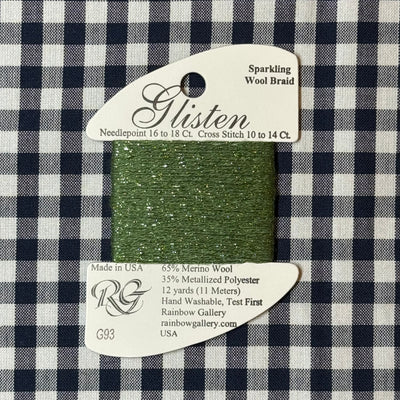 Sparkling
Wool Braid
Glisten
Needlepoint 16 to 18 Ct. Cross Stitch 10 to 14 Ct.
Made in USA
RG
G93
65% Merino Wool
35% Metallized Polyester
12 yards (11 Meters)
Hand Washable, Test First
Rainbow Gallery
rainbowgallery.com
USA